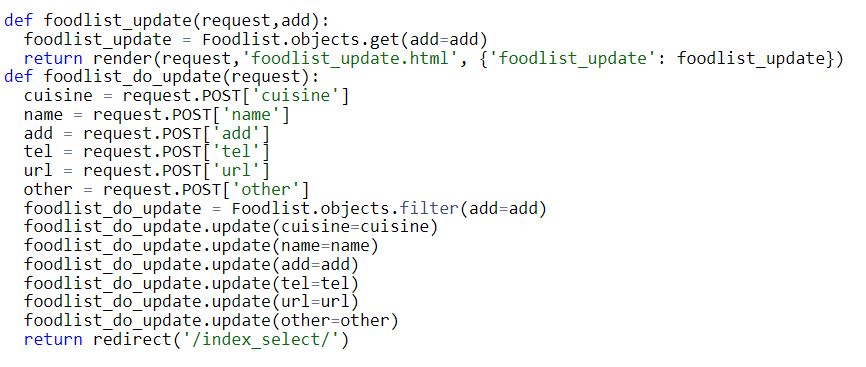 def foodlist_update(request,add):
  foodlist_update = Foodlist.objects.get(add=add)
  return render(request,'foodlist_update.html', {'foodlist_update': foodlist_update})
def foodlist_do_update(request):
  cuisine = request.POST['cuisine']
  name = request.POST['name']
  add = request.POST['add']
  tel = request.POST['tel']
  url = request.POST['url']
  other = request.POST['other']
  foodlist_do_update = Foodlist.objects.filter(add=add)
  foodlist_do_update.update(cuisine=cuisine)
  foodlist_do_update.update(name=name)
  foodlist_do_update.update(add=add)
  foodlist_do_update.update(tel=tel)
  foodlist_do_update.update(url=url)
  foodlist_do_update.update(other=other)
  return redirect('/index_select/')